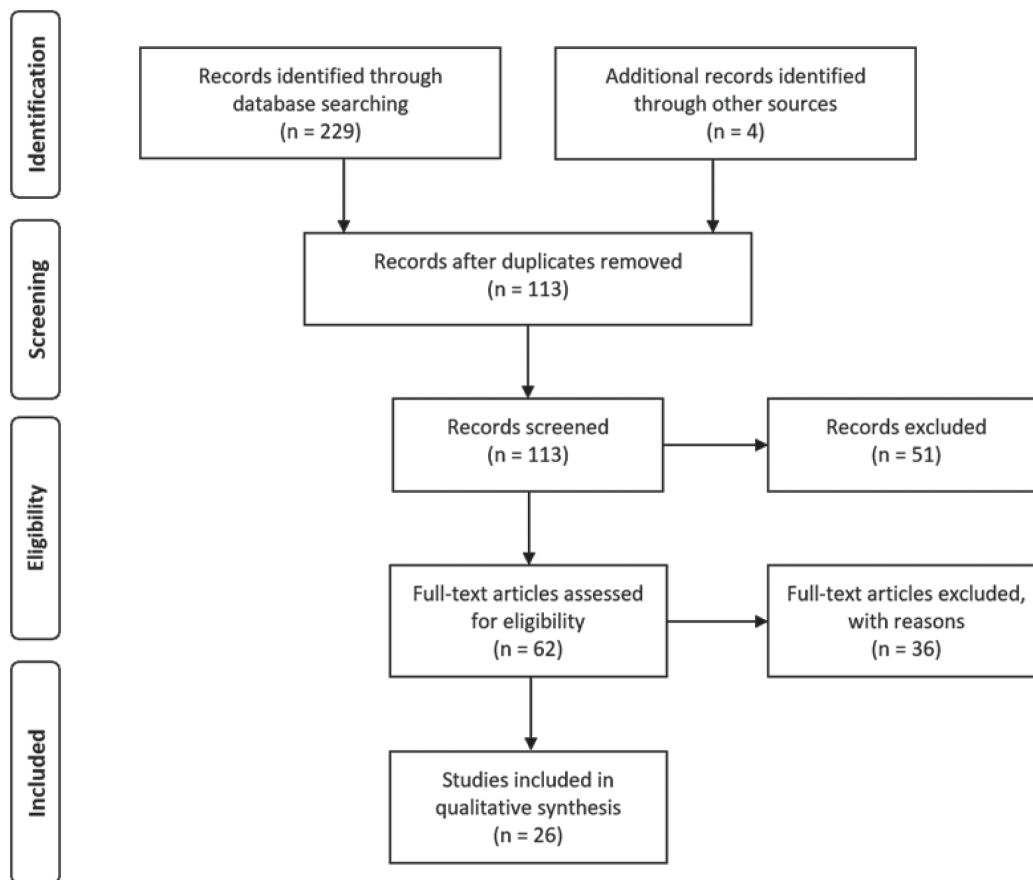 Identification
Records identified through
database searching
(n = 229)
Additional records identified
through other sources
(n = 4)
Screening
Records after duplicates removed
(n = 113)
Eligibility
Records screened
(n = 113)
Records excluded
(n = 51)
Full-text articles assessed
for eligibility
(n = 62)
Full-text articles excluded,
with reasons
(n = 36)
Included
Studies included in
qualitative synthesis
(n = 26)